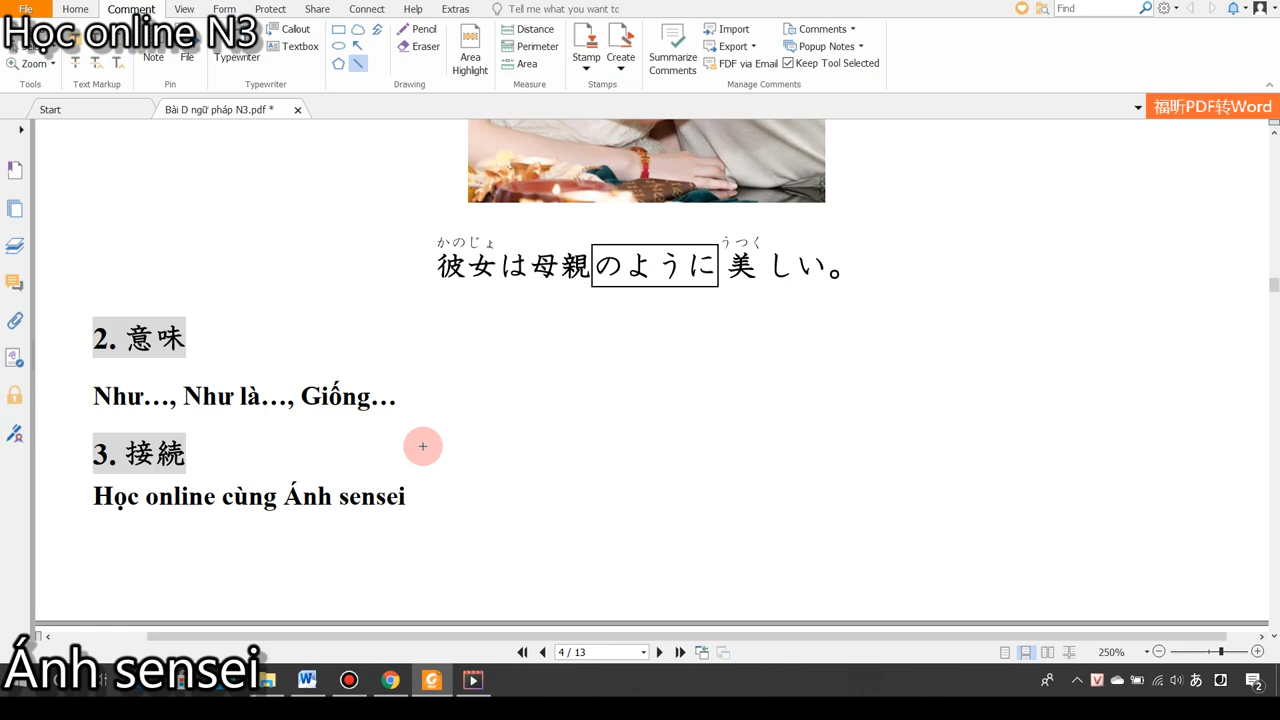 File Home Comment View Form Protect Share Connect Help Extras Tell me what you want to Find
Học online N3
Zoom
Tools
Text Markup
Note
File
Pin
Typewriter
Callout
Textbox
Typewriter
Pencil
Eraser
Drawing
Area
Highlight
Distance
Perimeter
Area
Measure
Stamp
Create
Stamps
Summarize
Comments
Import
Export
FDF via Email
Comments
Popup Notes
Keep Tool Selected
Manage Comments
Start
Bài D ngữ pháp N3.pdf *
福昕PDF转Word
かのじょ うつく
彼女は母親のように美しい。
2. 意味
Như…, Như là…, Giống…
3. 接続
Học online cùng Ánh sensei
4 / 13
250%
Ánh sensei
あ
2